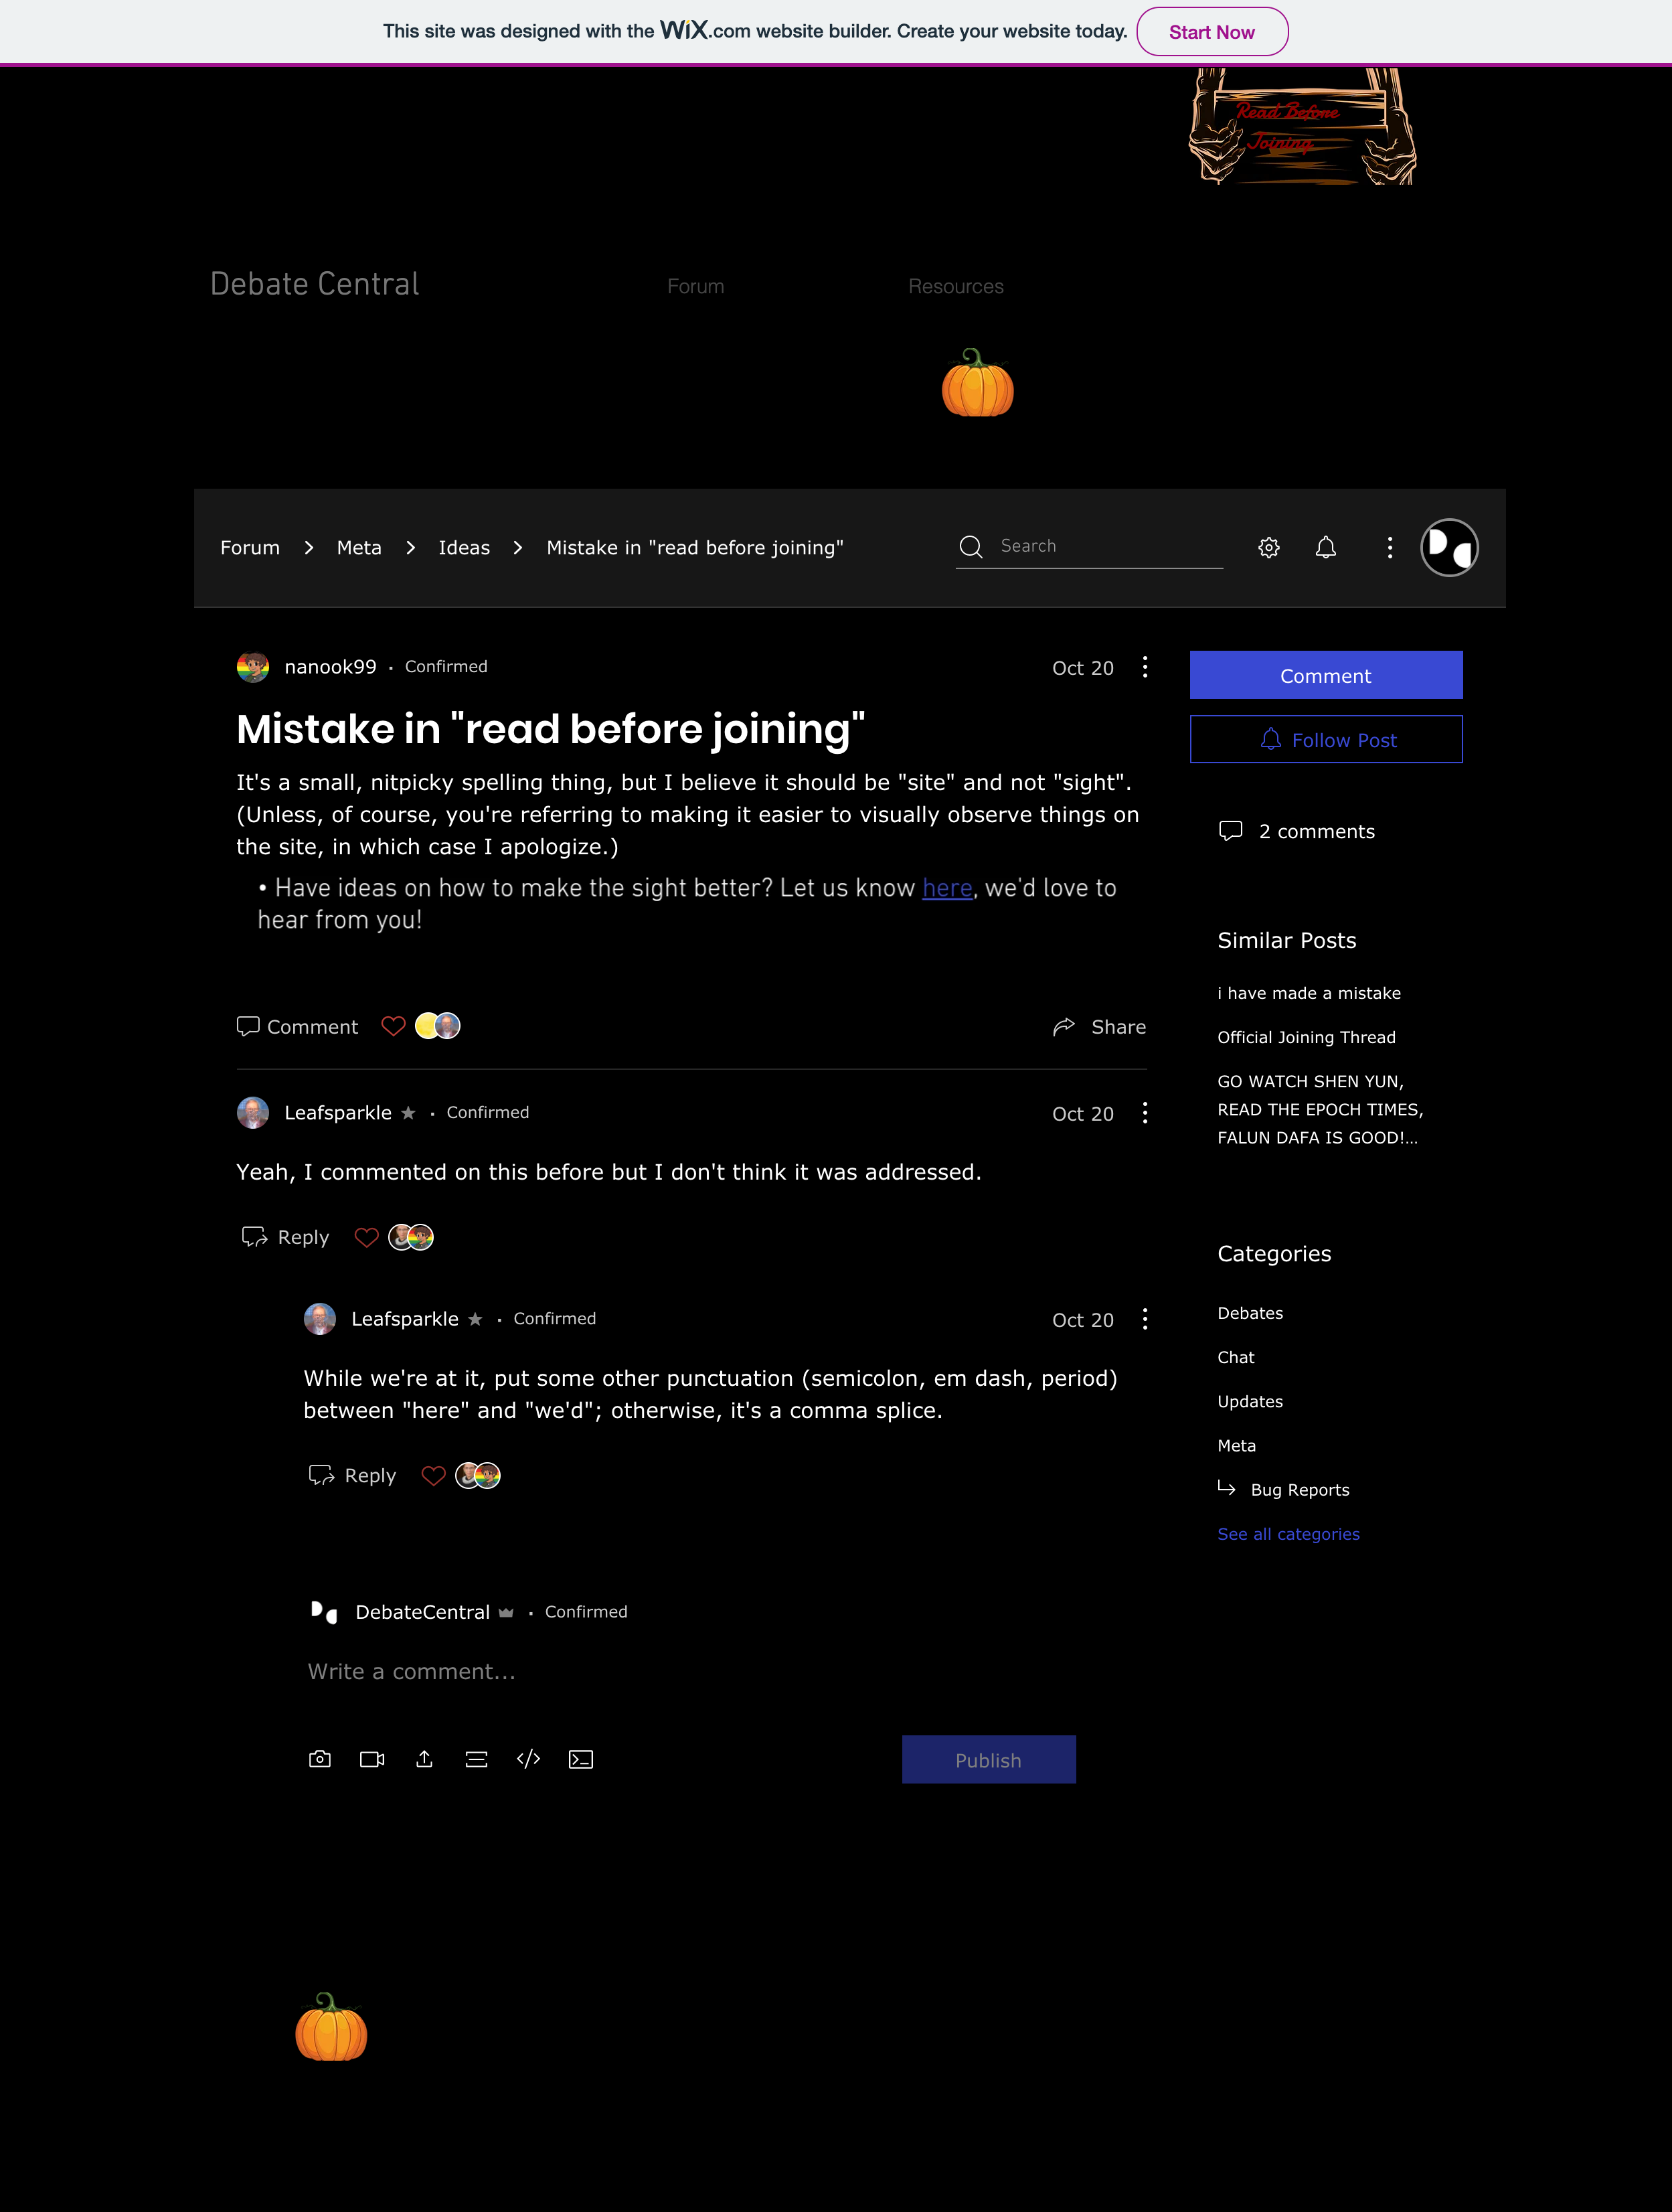 This site was designed with the WiX.com website builder. Create your website today.
Start Now
Read Before
Joining
Debate Central
Forum
Resources
Forum > Meta > Ideas > Mistake in "read before joining"
Search
nanook99 · Confirmed
Oct 20
Mistake in "read before joining"
It's a small, nitpicky spelling thing, but I believe it should be "site" and not "sight".
(Unless, of course, you're referring to making it easier to visually observe things on
the site, in which case I apologize.)
• Have ideas on how to make the sight better? Let us know here, we'd love to
hear from you!
Comment
Share
Leafsparkle · Confirmed
Oct 20
Yeah, I commented on this before but I don't think it was addressed.
Reply
Leafsparkle · Confirmed
Oct 20
While we're at it, put some other punctuation (semicolon, em dash, period)
between "here" and "we'd"; otherwise, it's a comma splice.
Reply
DebateCentral · Confirmed
Write a comment...
Publish
Comment
Follow Post
2 comments
Similar Posts
i have made a mistake
Official Joining Thread
GO WATCH SHEN YUN,
READ THE EPOCH TIMES,
FALUN DAFA IS GOOD!...
Categories
Debates
Chat
Updates
Meta
Bug Reports
See all categories